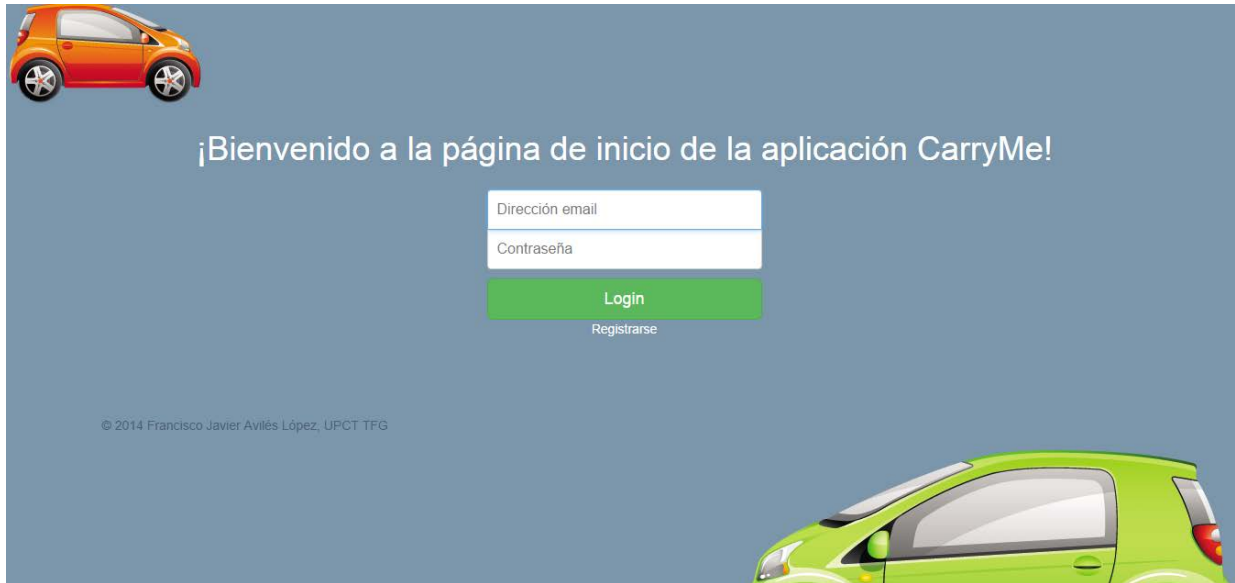 ¡Bienvenido a la página de inicio de la aplicación CarryMe!
Dirección email
Contraseña
Login
Registrarse
© 2014 Francisco Javier Avilés López, UPCT TFG